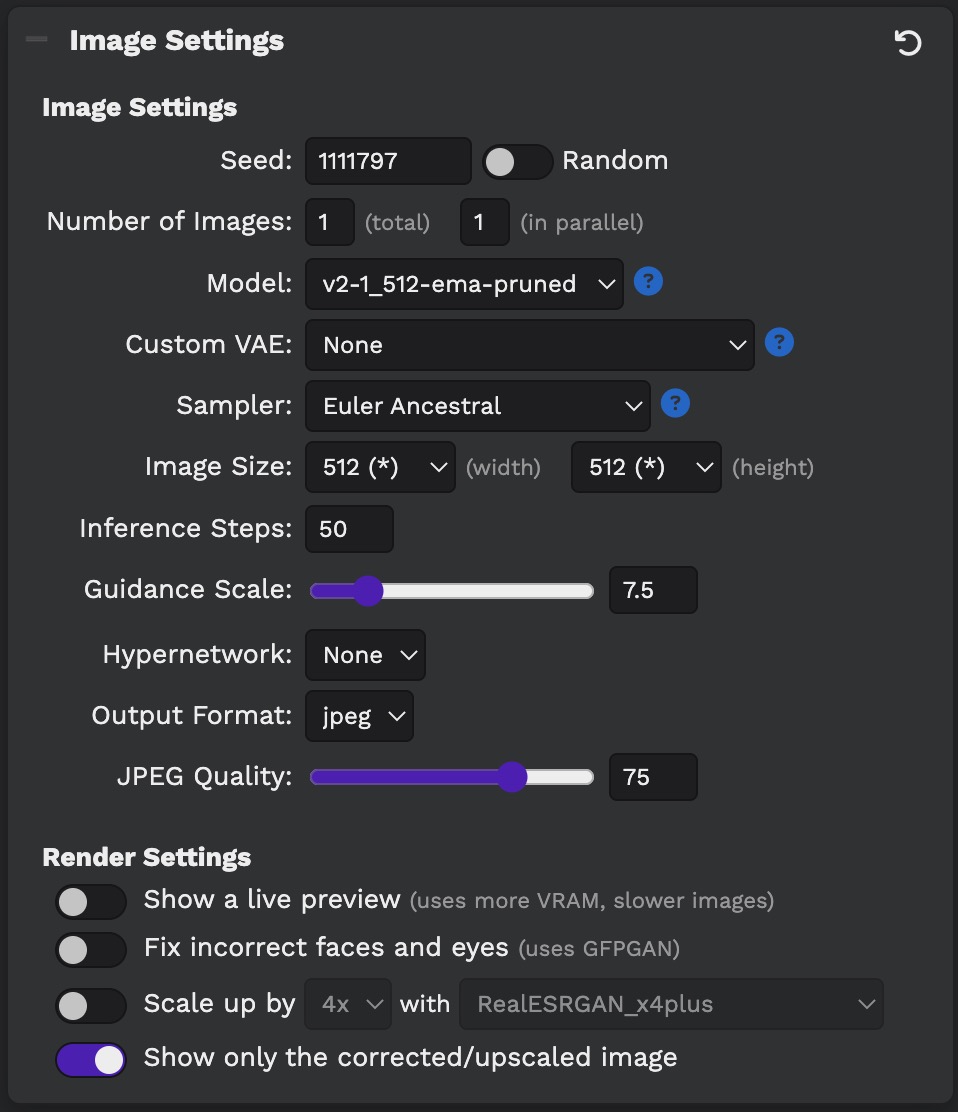 Image Settings
Image Settings
Seed: 1111797 Random
Number of Images: 1 (total) 1 (in parallel)
Model: v2-1_512-ema-pruned ?
Custom VAE: None ?
Sampler: Euler Ancestral ?
Image Size: 512 (*) (width) 512 (*) (height)
Inference Steps: 50
Guidance Scale: 7.5
Hypernetwork: None
Output Format: jpeg
JPEG Quality: 75
Render Settings
Show a live preview (uses more VRAM, slower images)
Fix incorrect faces and eyes (uses GFPGAN)
Scale up by 4x with RealESRGAN_x4plus
Show only the corrected/upscaled image